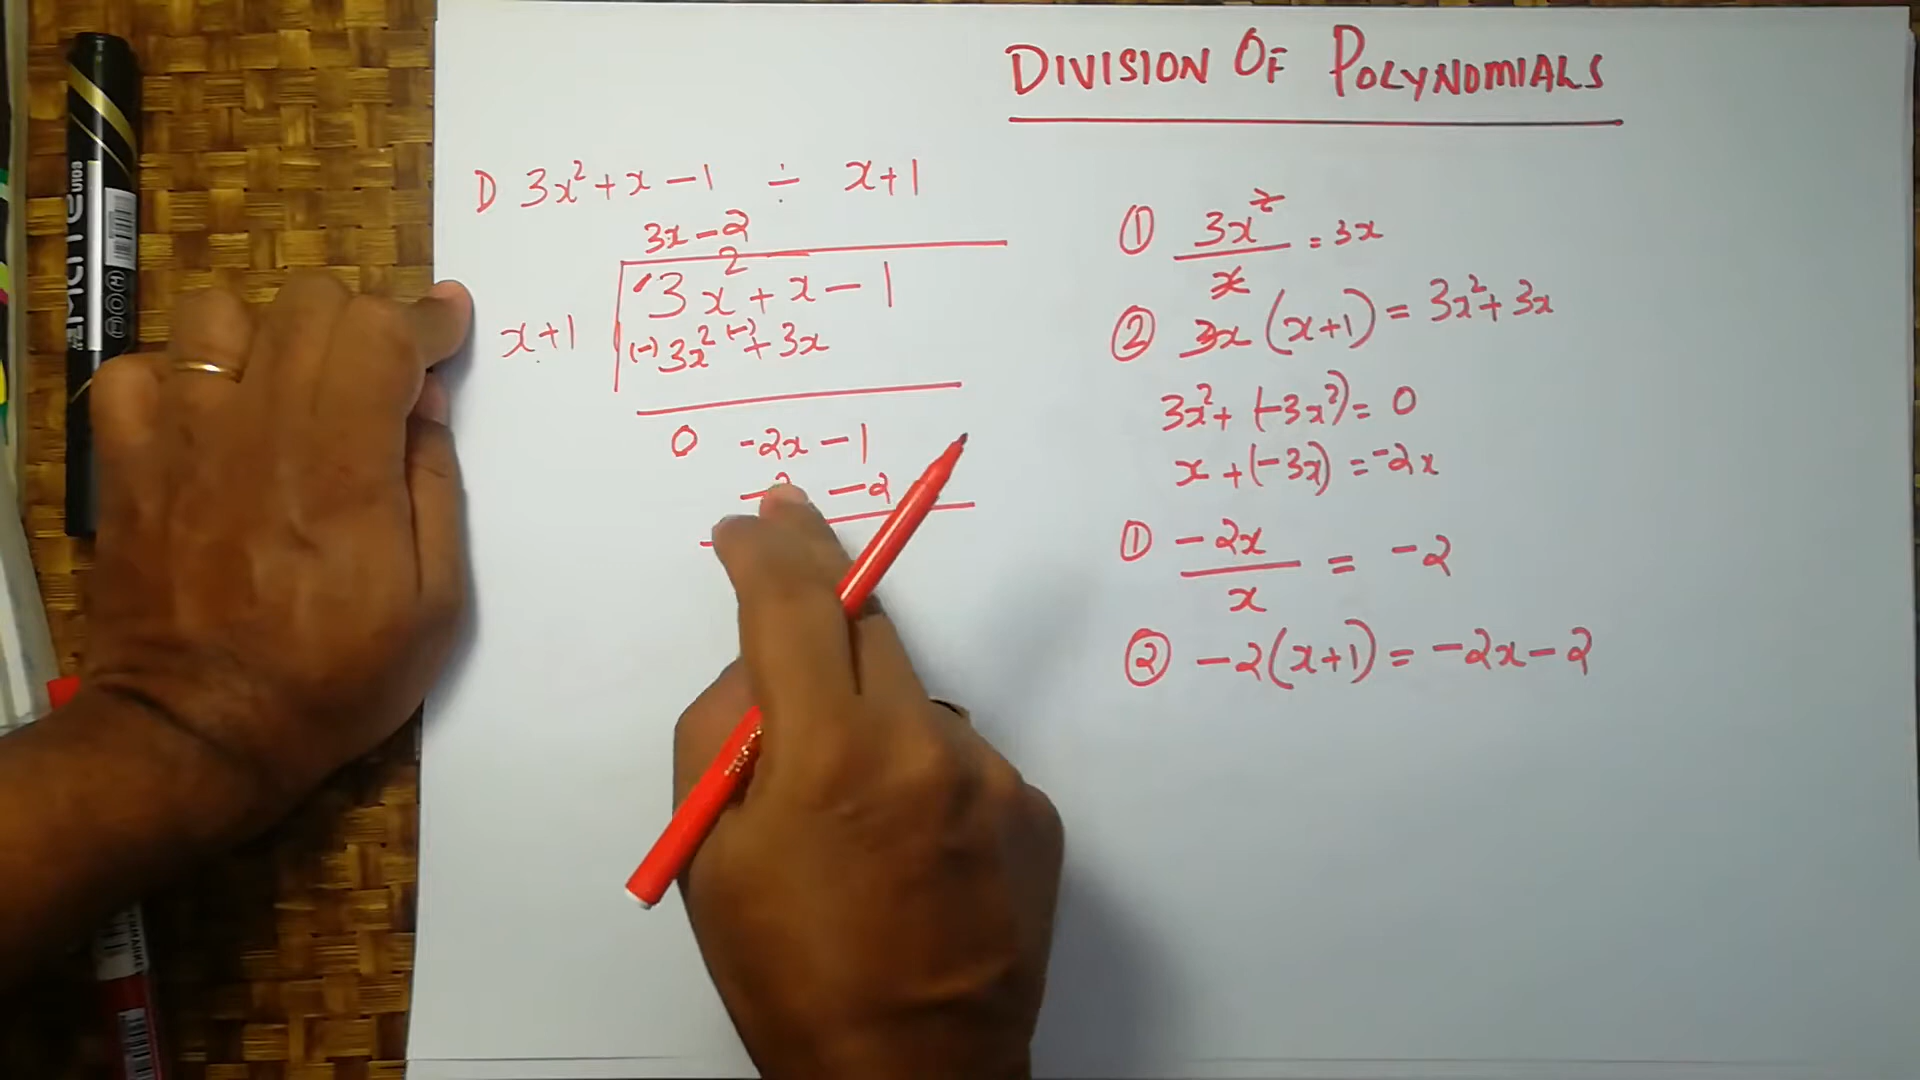 DIVISION OF POLYNOMIALS
1) 3x² + x - 1 ÷ x+1
3x - 2
x+1 3x² + x - 1
(-) 3x² (-) + 3x
0 -2x - 1
-2 - 2
① 3x²/x = 3x
② 3x (x+1) = 3x² + 3x
3x² + (-3x²) = 0
x + (-3x) = -2x
① -2x/x = -2
② -2(x+1) = -2x - 2